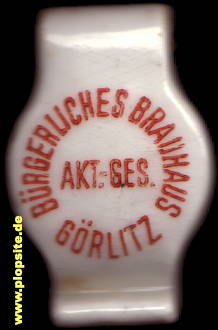 BÜRGERLICHES BRAUHAUS
AKT.-GES.
GÖRLITZ
© www.plopsite.de